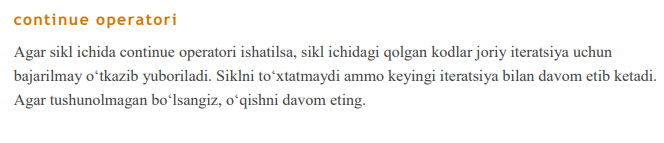 continue operatori
Agar sikl ichida continue operatori ishatilsa, sikl ichidagi qolgan kodlar joriy iteratsiya uchun
bajarilmay o‘tkazib yuboriladi. Siklni to‘xtatmaydi ammo keyingi iteratsiya bilan davom etib ketadi.
Agar tushunolmagan bo‘lsangiz, o‘qishni davom eting.